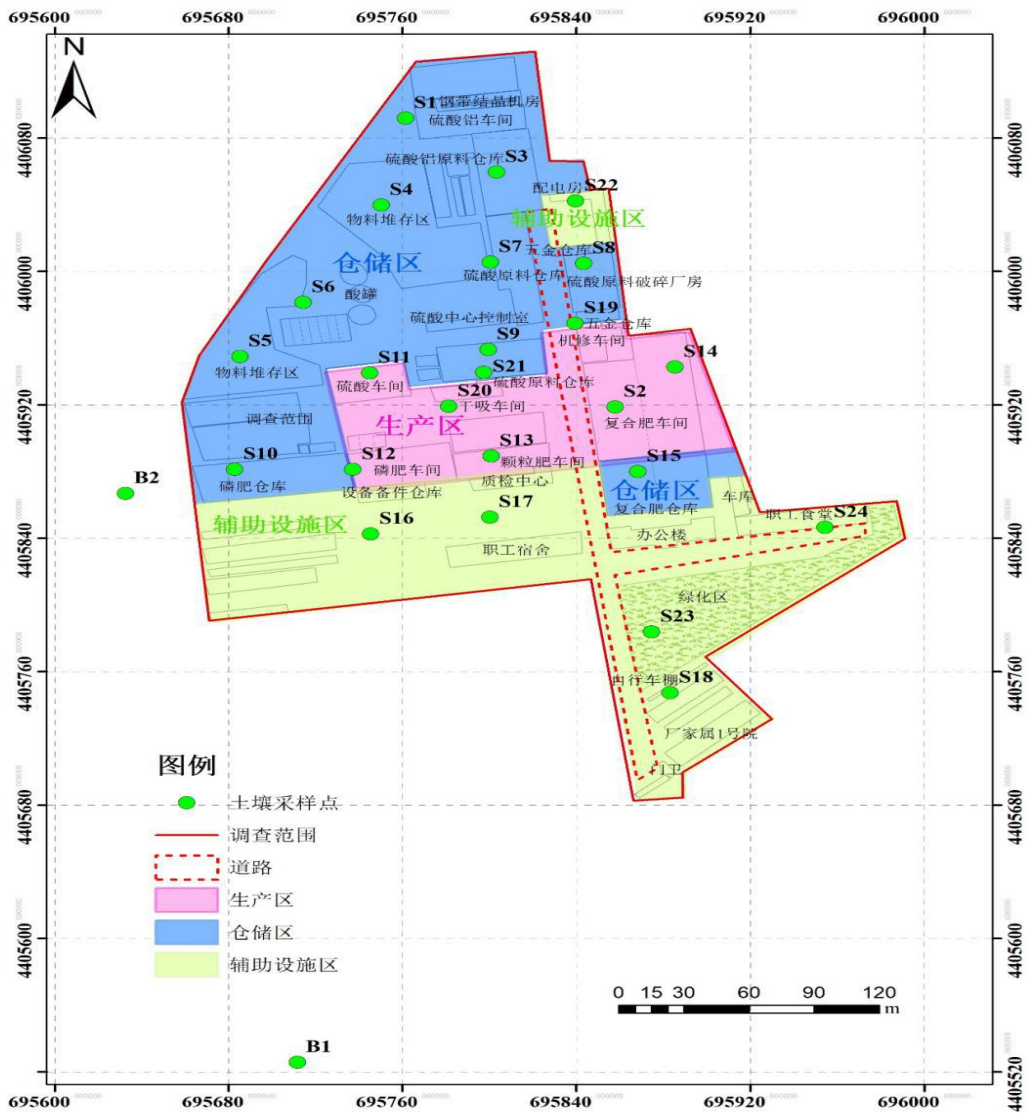 695600 695680 695760 695840 695920 696000
N
S1
钢带结晶机房
硫酸铝车间
4406080 4406080
硫酸铝原料仓库
S3
S4
配电房
S22
物料堆存区
辅助设施区
S7
五金仓库
S8
仓储区
4406000 4406000
硫酸原料仓库
硫酸原料破碎厂房
S6
酸罐
硫酸中心控制室
S19
五金仓库
机修车间
S5
S9
物料堆存区
S11
S21
S14
硫酸车间
硫酸原料仓库
S20
干吸车间
S2
4405920 4405920
调查范围
生产区
复合肥车间
S10
S12
S13
S15
磷肥车间
颗粒肥车间
B2
磷肥仓库
设备备件仓库
质检中心
仓储区
车库
S17
复合肥仓库
职工食堂
S24
辅助设施区
S16
办公楼
4405840 4405840
职工宿舍
绿化区
S23
4405760 4405760
自行车棚
S18
厂家属1号院
门卫
图例
土壤采样点
4405680 4405680
调查范围
道路
生产区
仓储区
4405600 4405600
辅助设施区
0 15 30 60 90 120
m
B1
4405520 4405520
695600 695680 695760 695840 695920 696000